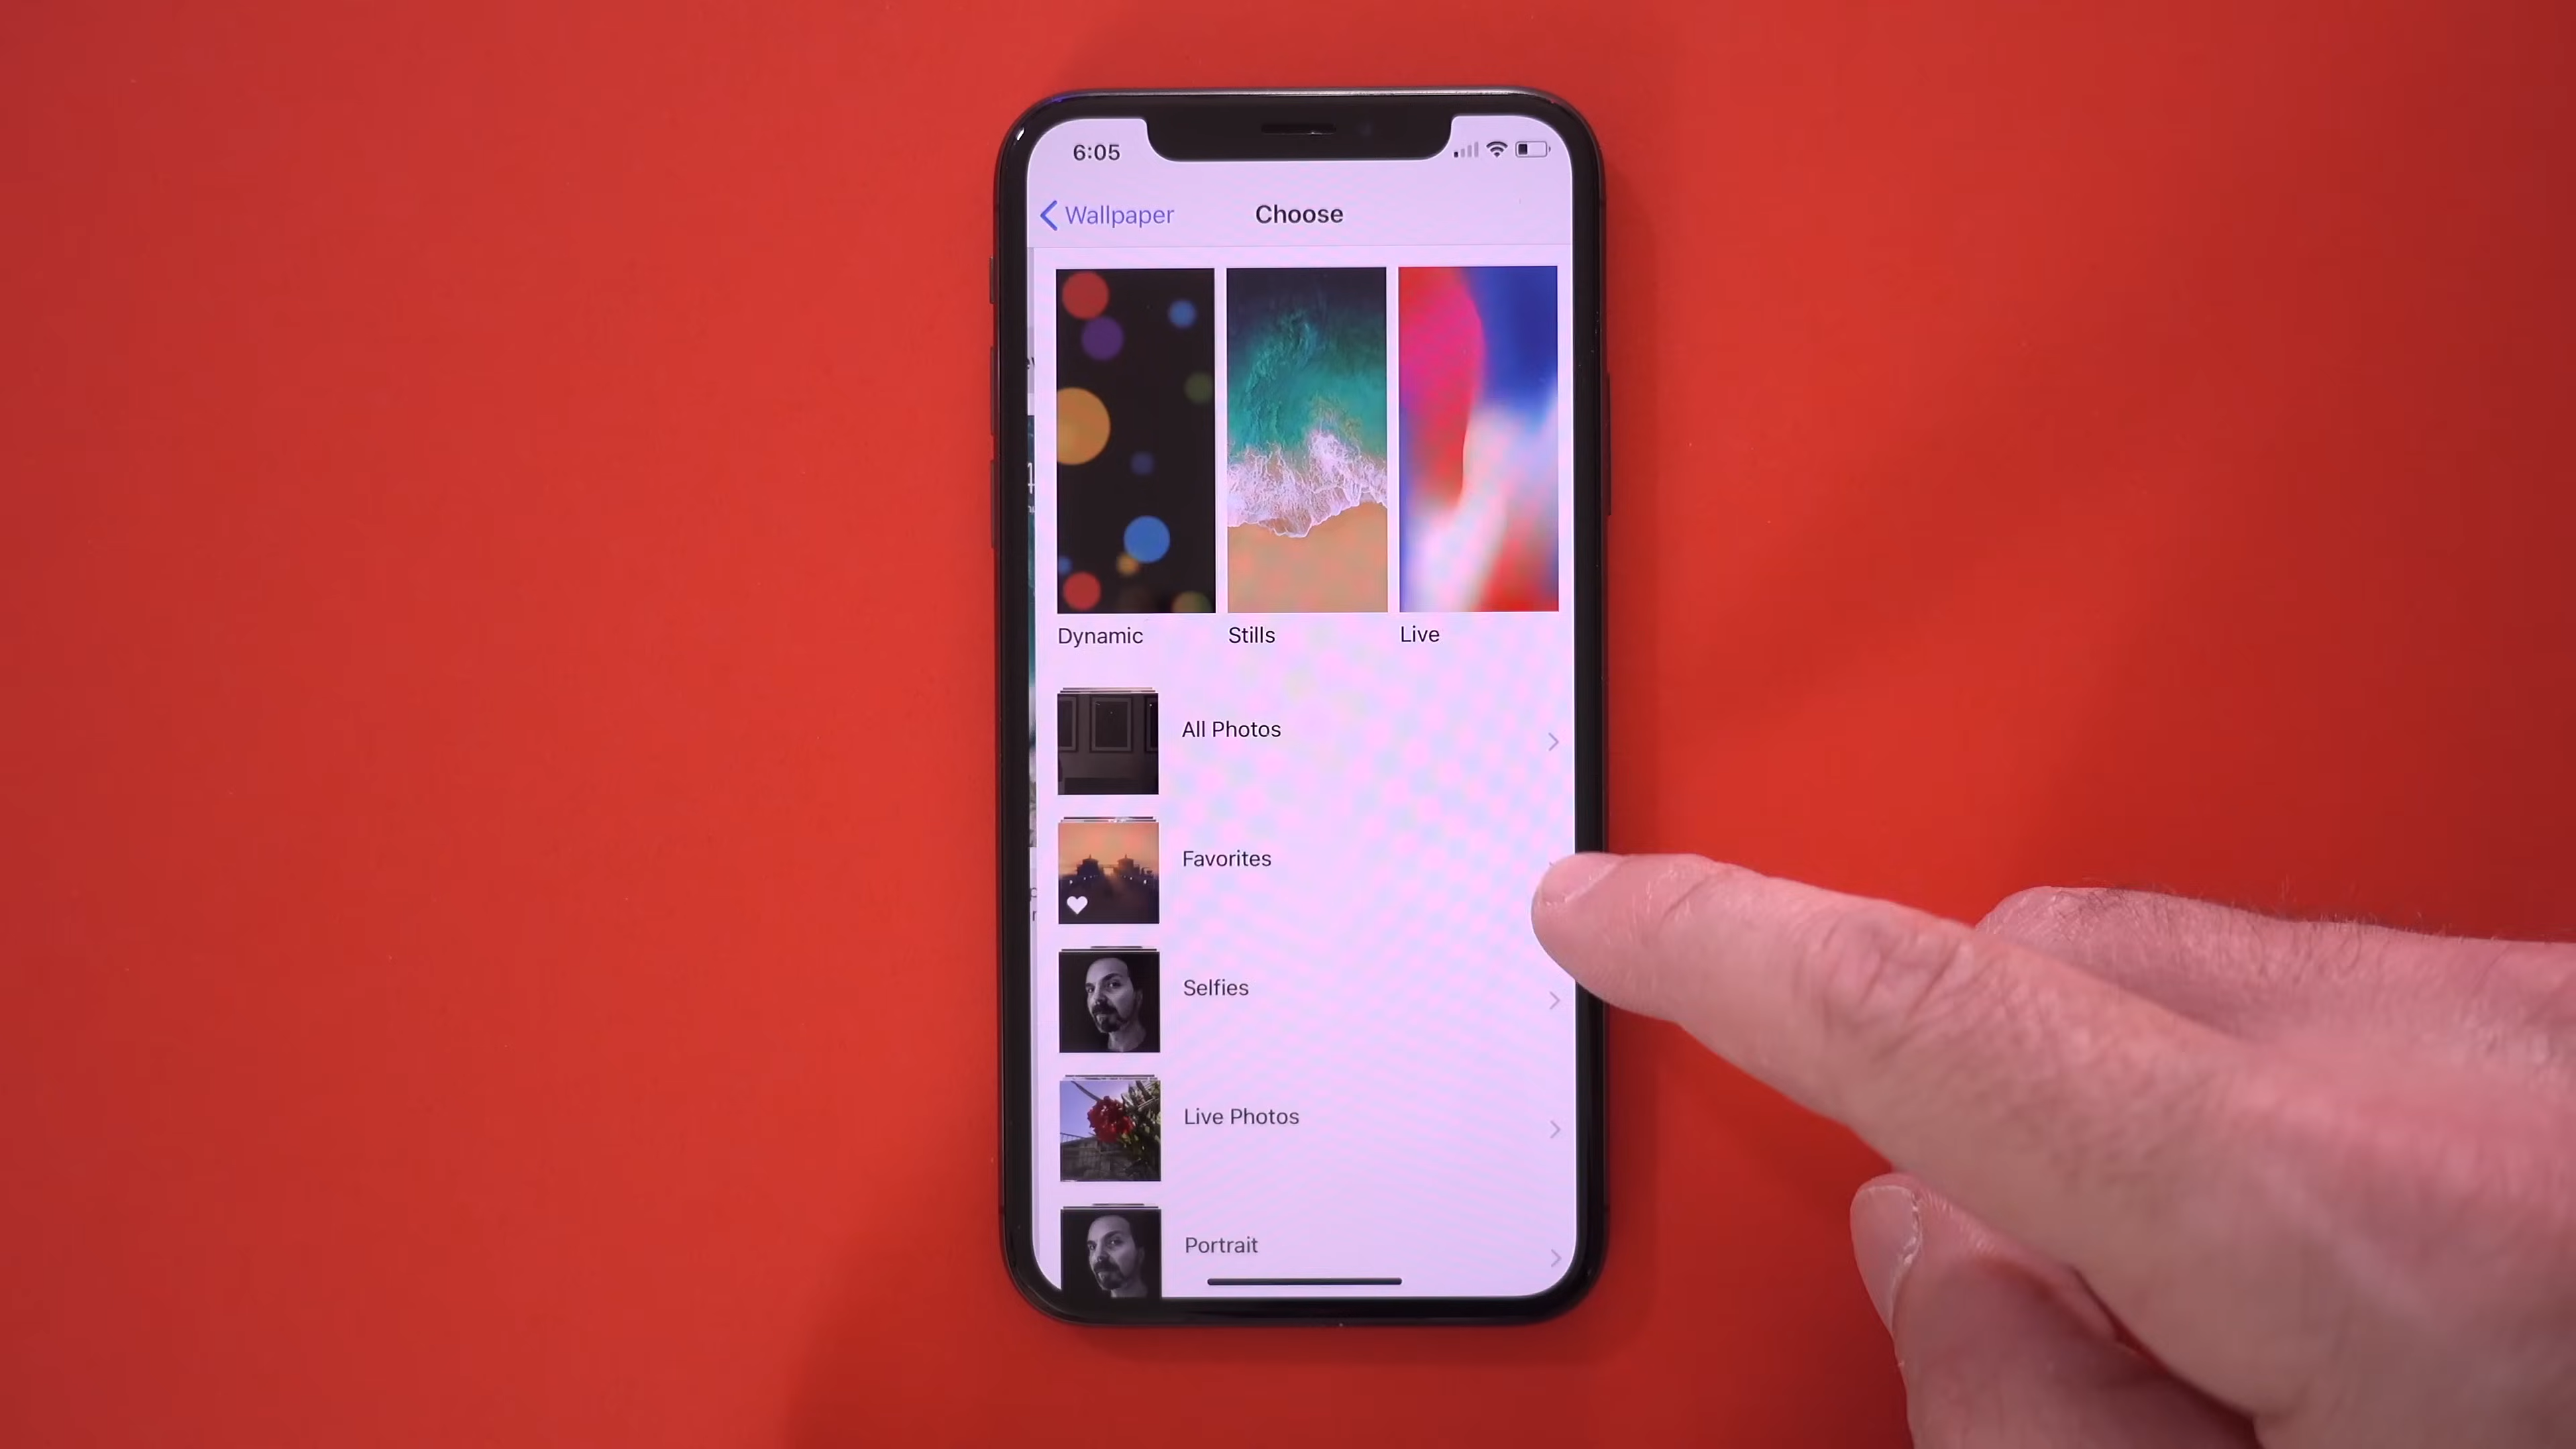 6:05
Wallpaper
Choose
Dynamic
Stills
Live
All Photos
Favorites
Selfies
Live Photos
Portrait